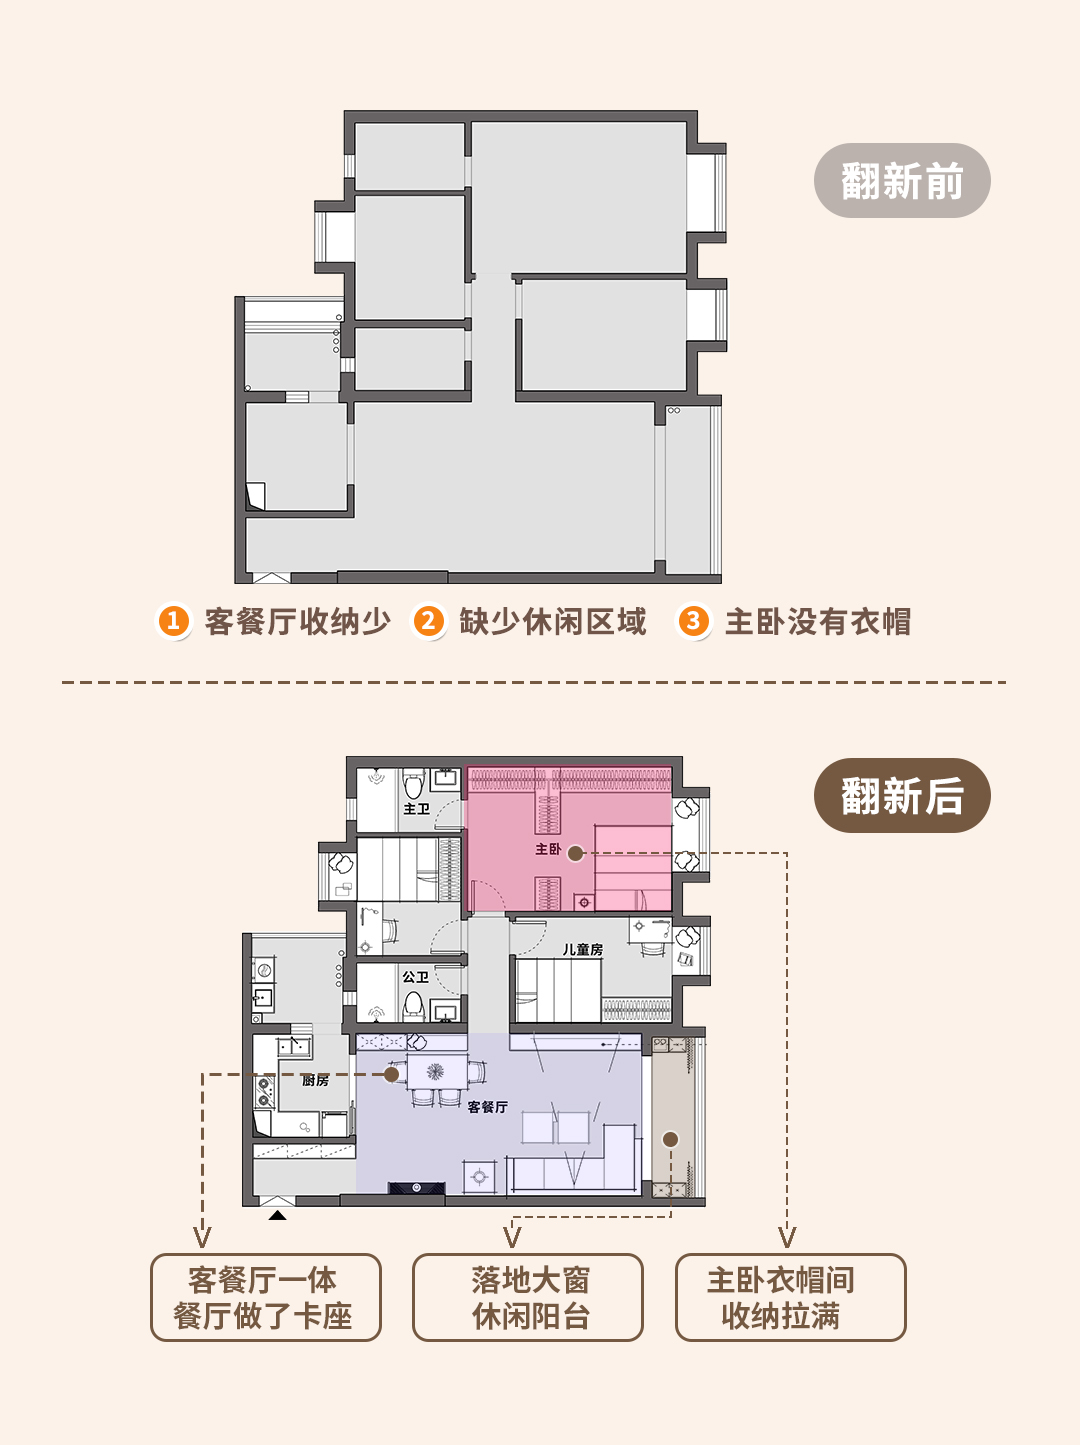 翻新前
1 客餐厅收纳少 2 缺少休闲区域 3 主卧没有衣帽
翻新后
主卫
主卧
儿童房
公卫
厨房
客餐厅
客餐厅一体
餐厅做了卡座
落地大窗
休闲阳台
主卧衣帽间
收纳拉满